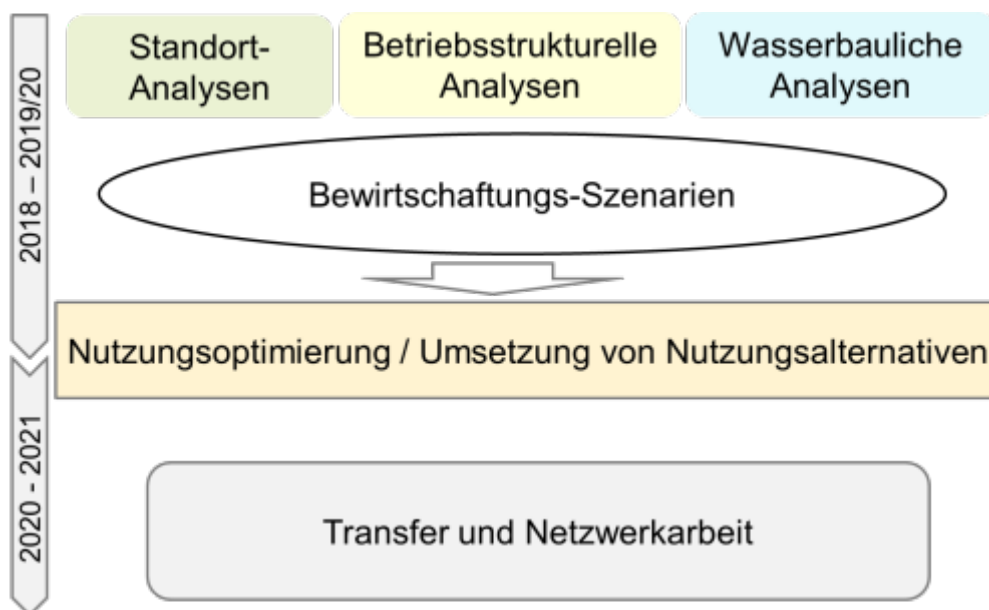 2018 – 2019/20
Standort-
Analysen
Betriebsstrukturelle
Analysen
Wasserbauliche
Analysen
Bewirtschaftungs-Szenarien
Nutzungsoptimierung / Umsetzung von Nutzungsalternativen
2020 - 2021
Transfer und Netzwerkarbeit